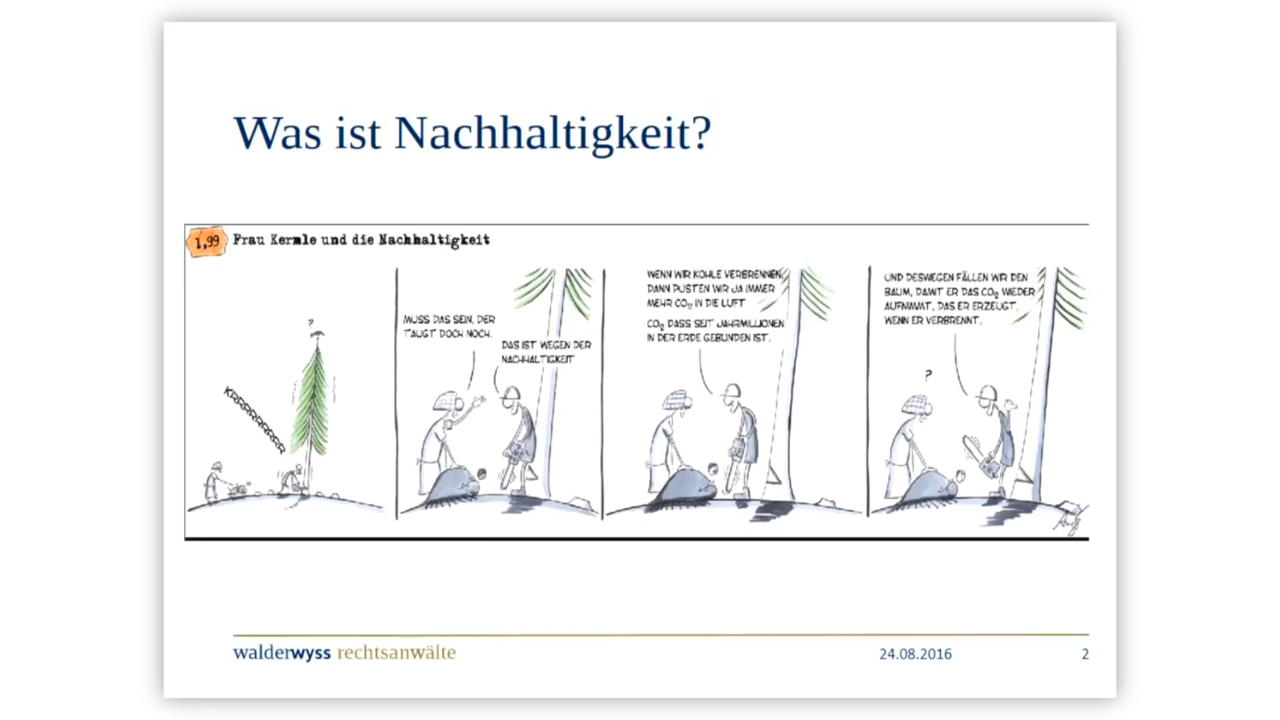 Was ist Nachhaltigkeit?
1,99 Frau Kermle und die Nachhaltigkeit
?
KRRRRRRRRR
MUSS DAS SEIN, DER
TAUGT DOCH NOCH.
DAS IST WEGEN DER
NACHHALTIGKEIT
WENN WIR KOHLE VERBRENNEN,
DANN PUSTEN WIR JA IMMER
MEHR CO₂ IN DIE LUFT
CO₂ DASS SEIT JAHRMILLIONEN
IN DER ERDE GEBUNDEN IST.
UND DESWEGEN FÄLLEN WIR DEN
BAUM, DAMIT ER DAS CO₂ WIEDER
AUFNIMMT, DAS ER ERZEUGT,
WENN ER VERBRENNT.
?
walderwyss rechtsanwälte
24.08.2016
2